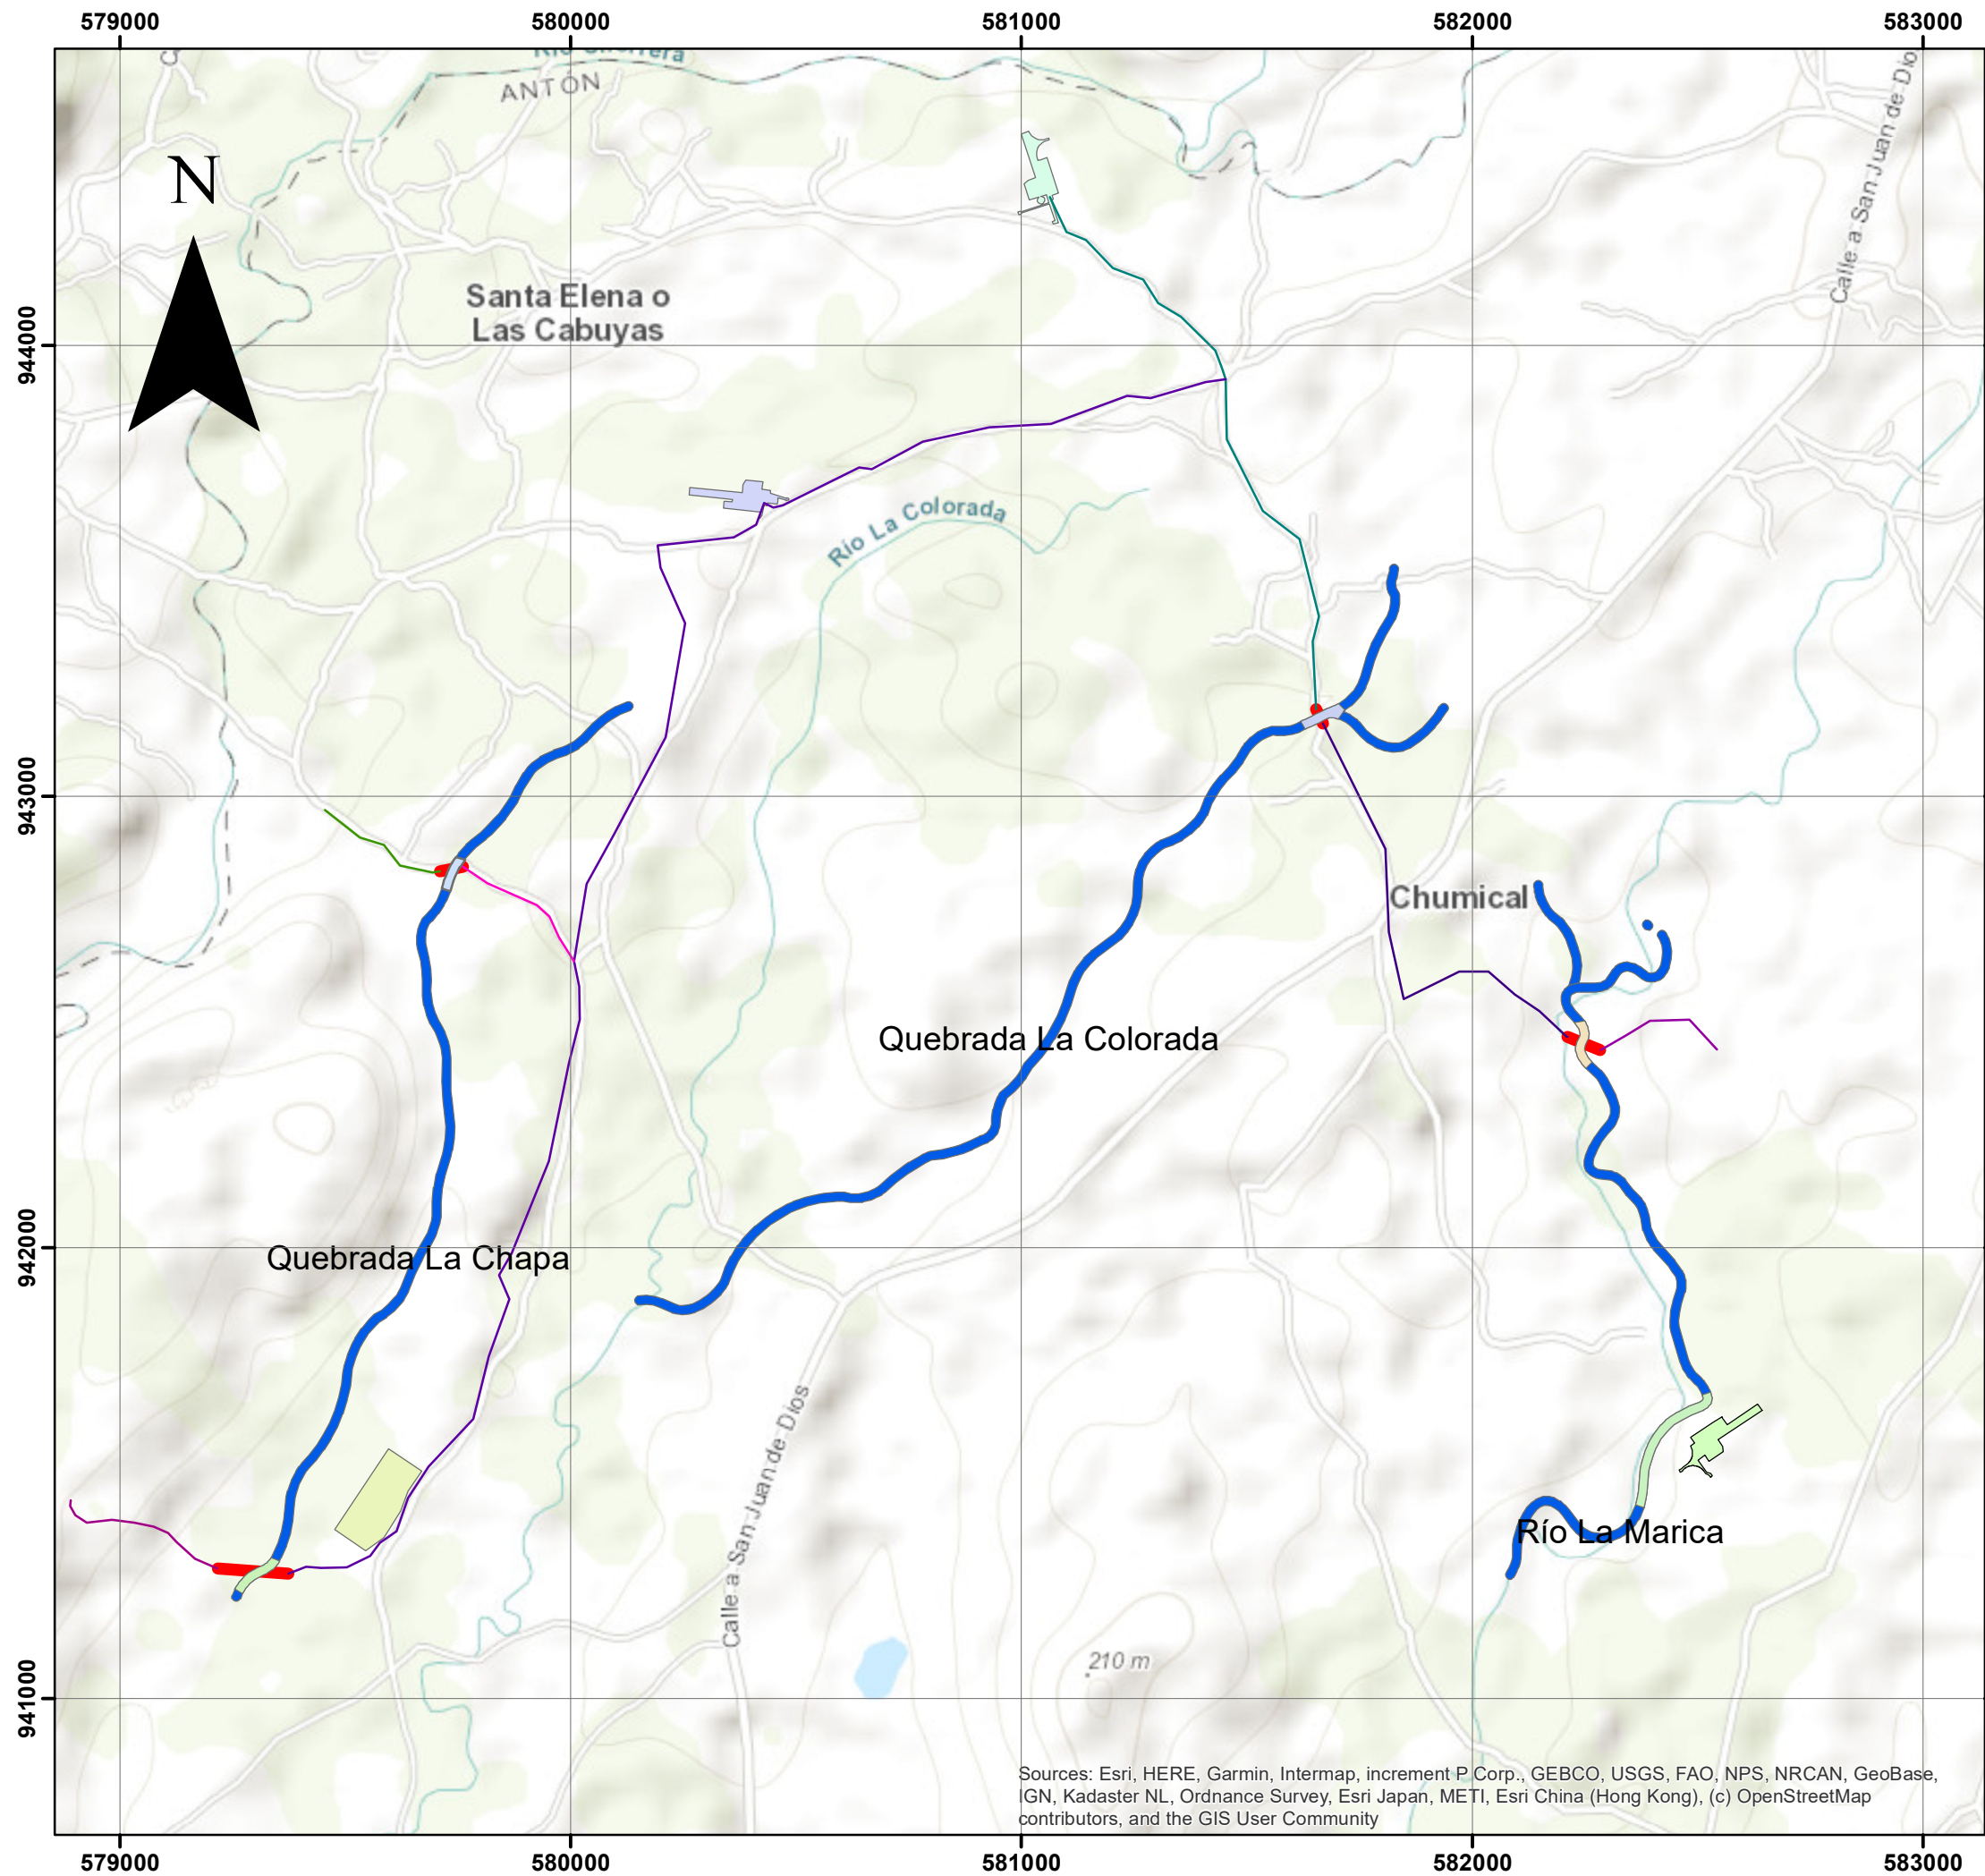 579000 580000 581000 582000 583000
ANTÓN
N
Calle a San Juan de Dio
Santa Elena o
Las Cabuyas
944000
Río La Colorada
943000
Chumical
Quebrada La Colorada
942000
Quebrada La Chapa
Calle a San Juan de Dios
Río La Marica
210 m
941000
Sources: Esri, HERE, Garmin, Intermap, increment P Corp., GEBCO, USGS, FAO, NPS, NRCAN, GeoBase,
IGN, Kadaster NL, Ordnance Survey, Esri Japan, METI, Esri China (Hong Kong), (c) OpenStreetMap
contributors, and the GIS User Community
579000 580000 581000 582000 583000